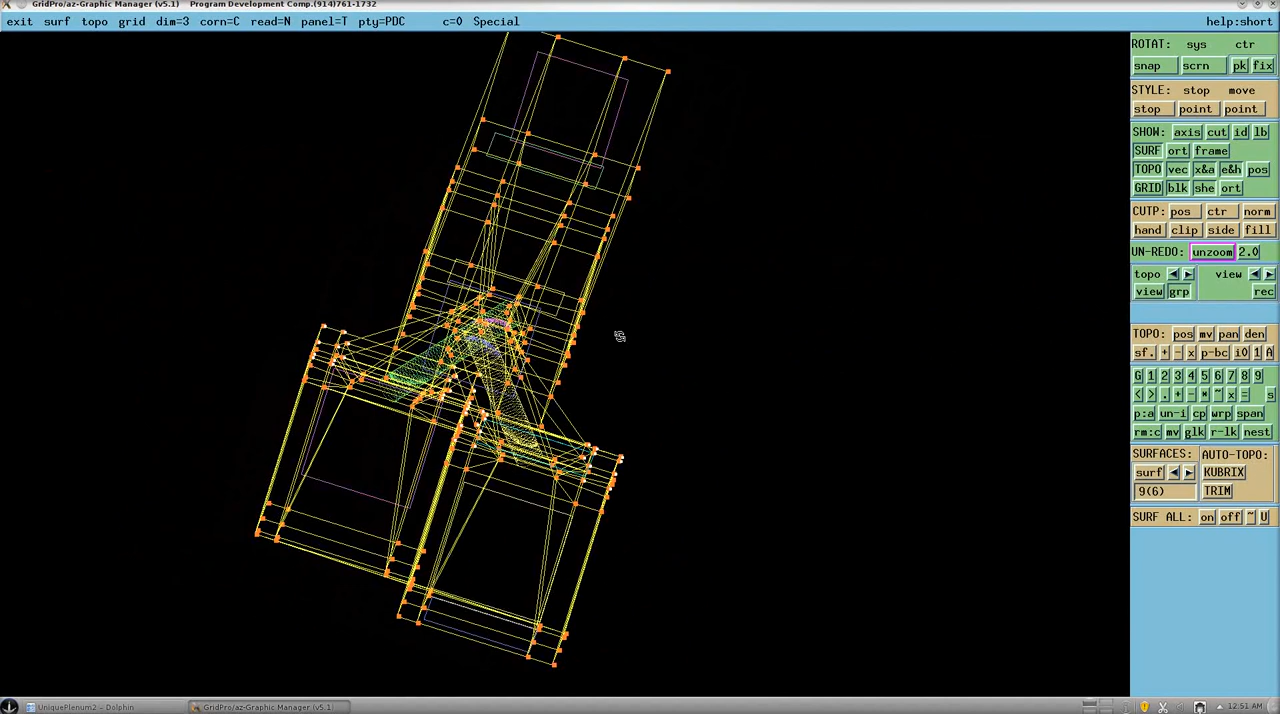 GridPro/az-Graphic Manager (v5.1)    Program Development Comp.(914)761-1732
exit surf topo grid dim=3 corn=C read=N panel=T pty=PDC c=0 Special help:short
ROTAT: sys ctr
snap scrn pk fix
STYLE: stop move
stop point point
SHOW: axis cut id lb
SURF ort frame
TOPO vec x&a e&h pos
GRID blk she ort
CUTP: pos ctr norm
hand clip side fill
UN-REDO: unzoom 2.0
topo view
view grp rec
TOPO: pos mv pan den
sf. + - x p-bc i0 1 A
G 1 2 3 4 5 6 7 8 9
< > . + - * ~ x = s
p:a un-i cp wrp span
rm:c mv glk r-lk nest
SURFACES: AUTO-TOPO:
surf KUBRIX
9(6) TRIM
SURF ALL: on off ~ U
UniquePlenum2 – Dolphin GridPro/az-Graphic Manager (v5.1) 12:51 AM